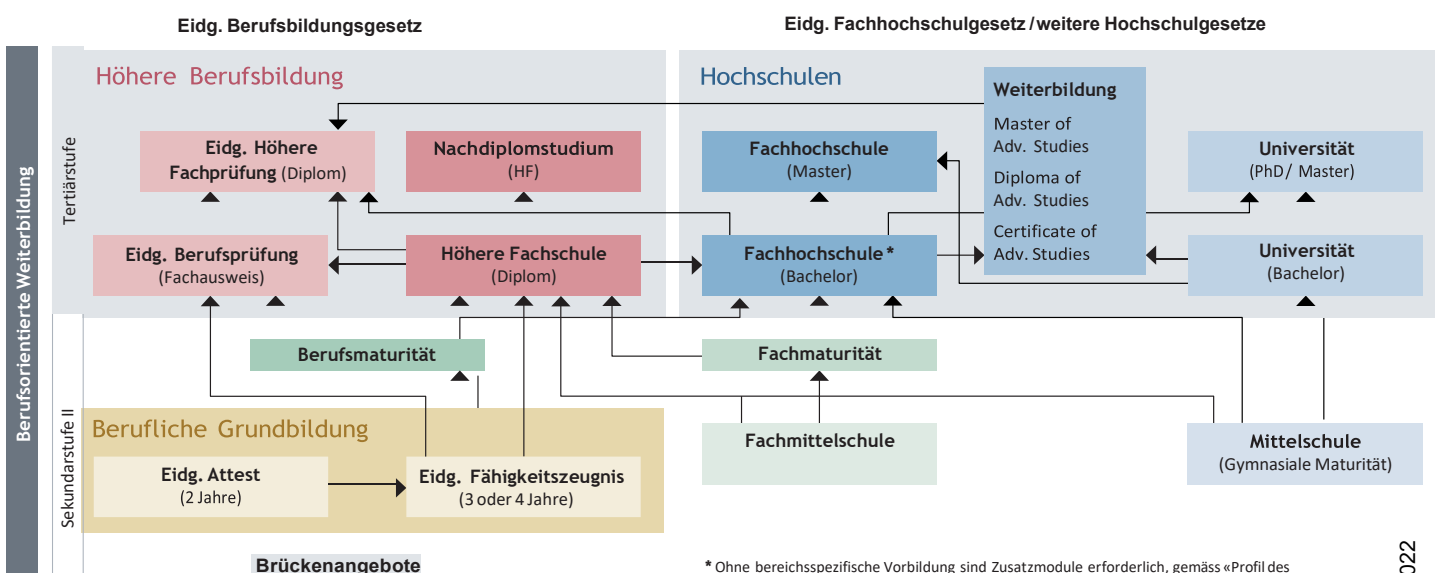 Eidg. Berufsbildungsgesetz
Eidg. Fachhochschulgesetz / weitere Hochschulgesetze
Berufsorientierte Weiterbildung
Tertiärstufe
Höhere Berufsbildung
Hochschulen
Weiterbildung
Master of
Adv. Studies
Diploma of
Adv. Studies
Certificate of
Adv. Studies
Eidg. Höhere
Fachprüfung (Diplom)
Nachdiplomstudium
(HF)
Fachhochschule
(Master)
Universität
(PhD/ Master)
Eidg. Berufsprüfung
(Fachausweis)
Höhere Fachschule
(Diplom)
Fachhochschule *
(Bachelor)
Universität
(Bachelor)
Sekundarstufe II
Berufsmaturität
Fachmaturität
Berufliche Grundbildung
Eidg. Attest
(2 Jahre)
Eidg. Fähigkeitszeugnis
(3 oder 4 Jahre)
Fachmittelschule
Mittelschule
(Gymnasiale Maturität)
Brückenangebote
* Ohne bereichsspezifische Vorbildung sind Zusatzmodule erforderlich, gemäss «Profil des
022